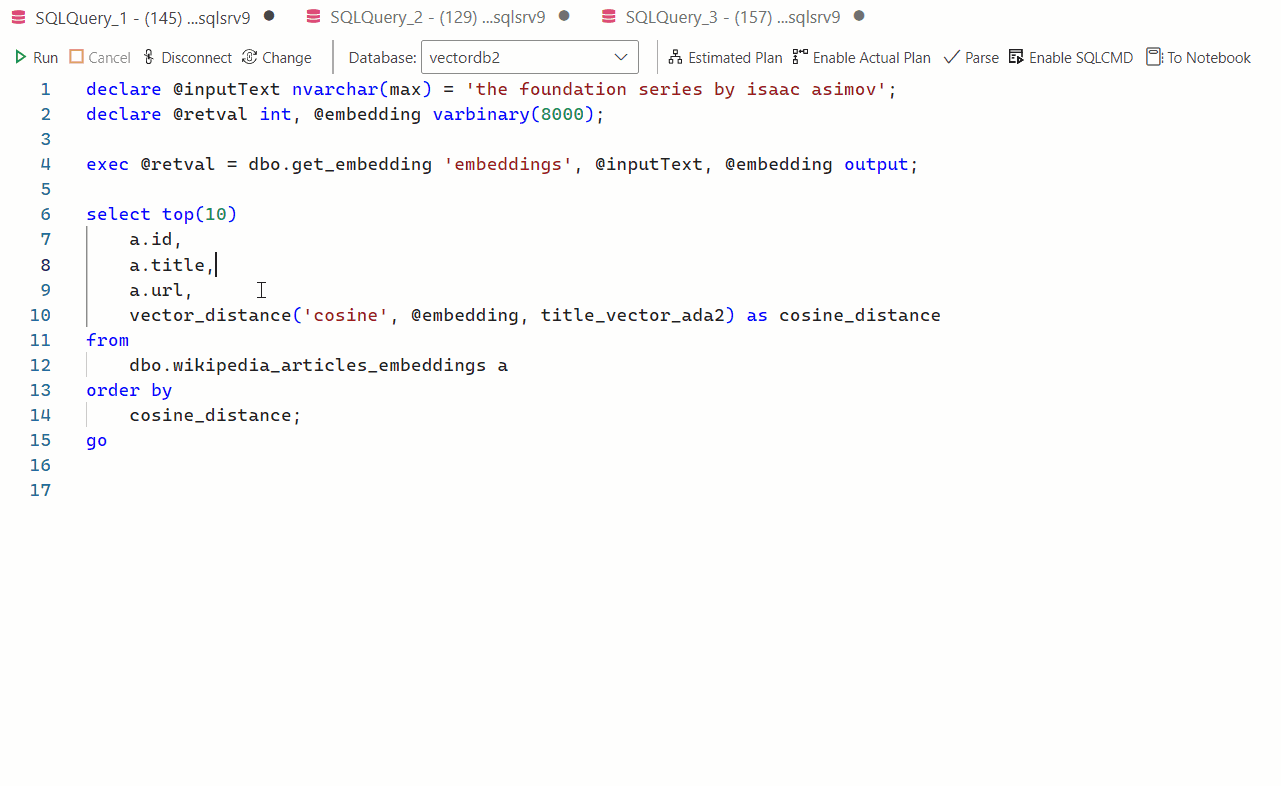 SQLQuery_1 - (145) ...sqlsrv9 SQLQuery_2 - (129) ...sqlsrv9 SQLQuery_3 - (157) ...sqlsrv9
Run Cancel Disconnect Change Database: vectordb2 Estimated Plan Enable Actual Plan Parse Enable SQLCMD To Notebook
1 declare @inputText nvarchar(max) = 'the foundation series by isaac asimov';
2 declare @retval int, @embedding varbinary(8000);
3
4 exec @retval = dbo.get_embedding 'embeddings', @inputText, @embedding output;
5
6 select top(10)
7 a.id,
8 a.title,
9 a.url,
10 vector_distance('cosine', @embedding, title_vector_ada2) as cosine_distance
11 from
12 dbo.wikipedia_articles_embeddings a
13 order by
14 cosine_distance;
15 go
16
17